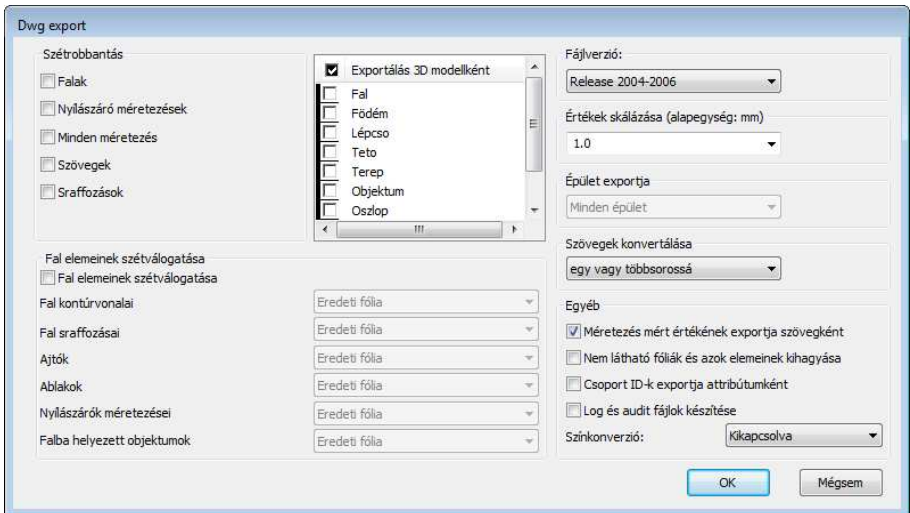 Dwg export
Szétrobbantás
Falak
Nyílászáró méretezések
Minden méretezés
Szövegek
Sraffozások
Exportálás 3D modellként
Fal
Födém
Lépcso
Teto
Terep
Objektum
Oszlop
Fájlverzió:
Release 2004-2006
Értékek skálázása (alapegység: mm)
1.0
Épület exportja
Minden épület
Szövegek konvertálása
egy vagy többsorossá
Fal elemeinek szétválogatása
Fal elemeinek szétválogatása
Fal kontúrvonalai Eredeti fólia
Fal sraffozásai Eredeti fólia
Ajtók Eredeti fólia
Ablakok Eredeti fólia
Nyílászárók méretezései Eredeti fólia
Falba helyezett objektumok Eredeti fólia
Egyéb
Méretezés mért értékének exportja szövegként
Nem látható fóliák és azok elemeinek kihagyása
Csoport ID-k exportja attribútumként
Log és audit fájlok készítése
Színkonverzió: Kikapcsolva
OK Mégsem